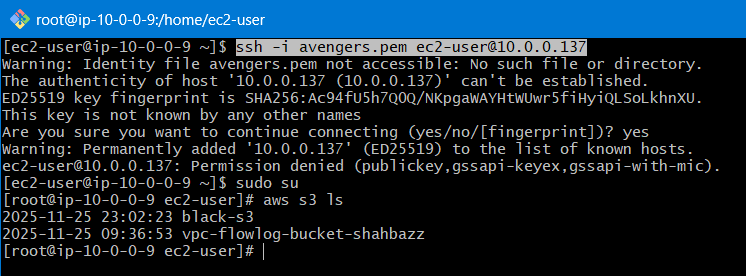 root@ip-10-0-0-9:/home/ec2-user
[ec2-user@ip-10-0-0-9 ~]$ ssh -i avengers.pem ec2-user@10.0.0.137
Warning: Identity file avengers.pem not accessible: No such file or directory.
The authenticity of host '10.0.0.137 (10.0.0.137)' can't be established.
ED25519 key fingerprint is SHA256:Ac94fU5h7Q0Q/NKpgaWAYHtWUwr5fiHyiQLSoLkhnXU.
This key is not known by any other names
Are you sure you want to continue connecting (yes/no/[fingerprint])? yes
Warning: Permanently added '10.0.0.137' (ED25519) to the list of known hosts.
ec2-user@10.0.0.137: Permission denied (publickey,gssapi-keyex,gssapi-with-mic).
[ec2-user@ip-10-0-0-9 ~]$ sudo su
[root@ip-10-0-0-9 ec2-user]# aws s3 ls
2025-11-25 23:02:23 black-s3
2025-11-25 09:36:53 vpc-flowlog-bucket-shahbazz
[root@ip-10-0-0-9 ec2-user]#